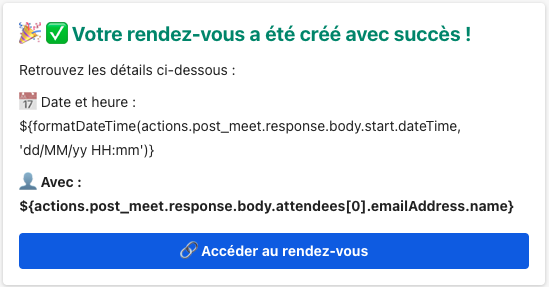 🎉 ✅ Votre rendez-vous a été créé avec succès !
Retrouvez les détails ci-dessous :
📅 Date et heure :
${formatDateTime(actions.post_meet.response.body.start.dateTime,
'dd/MM/yy HH:mm')}
👤 Avec :
${actions.post_meet.response.body.attendees[0].emailAddress.name}
🔗 Accéder au rendez-vous